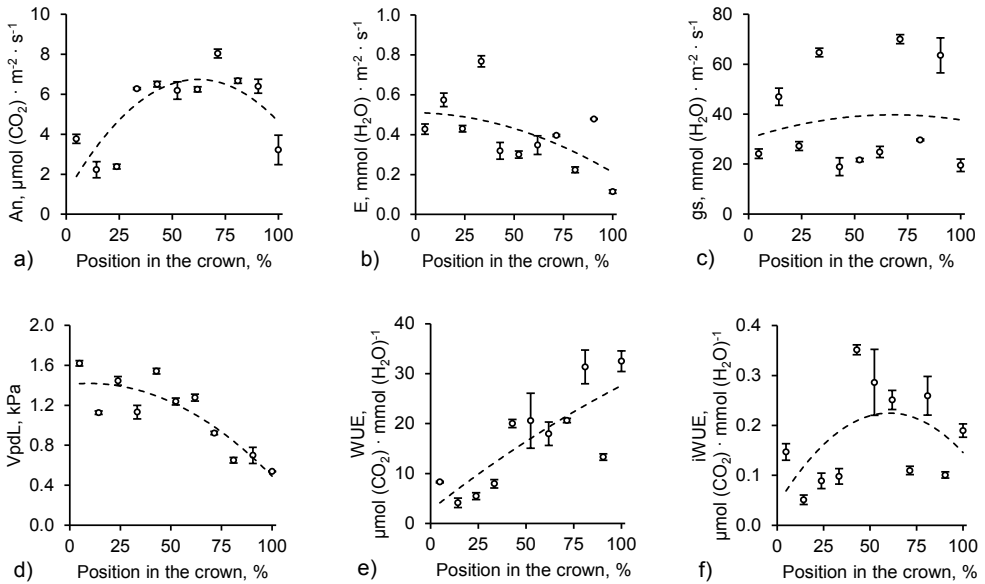 An, µmol (CO₂) · m⁻² · s⁻¹
10
8
6
4
2
0
0 25 50 75 100
a) Position in the crown, %
E, mmol (H₂O) · m⁻² · s⁻¹
1.0
0.8
0.6
0.4
0.2
0.0
0 25 50 75 100
b) Position in the crown, %
gs, mmol (H₂O) · m⁻² · s⁻¹
80
60
40
20
0
0 25 50 75 100
c) Position in the crown, %
VpdL, kPa
2.0
1.6
1.2
0.8
0.4
0.0
0 25 50 75 100
d) Position in the crown, %
WUE,
µmol (CO₂) · mmol (H₂O)⁻¹
40
30
20
10
0
0 25 50 75 100
e) Position in the crown, %
iWUE,
µmol (CO₂) · mmol (H₂O)⁻¹
0.4
0.3
0.2
0.1
0.0
0 25 50 75 100
f) Position in the crown, %